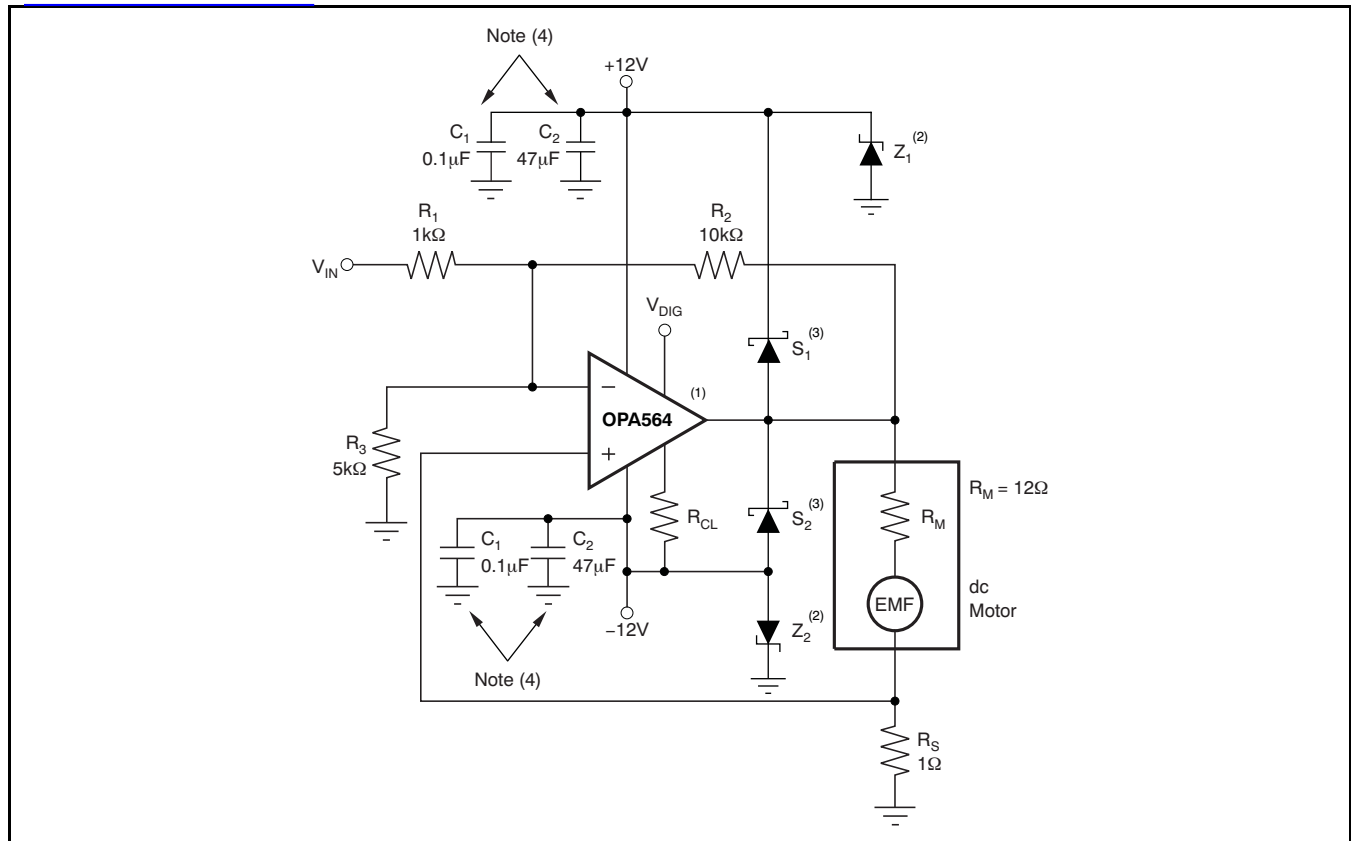 Note (4)
+12V
C1
0.1μF
C2
47μF
Z1(2)
R1
1kΩ
R2
10kΩ
VIN
VDIG
S1(3)
(1)
−
OPA564
+
R3
5kΩ
RM = 12Ω
RM
RCL
S2(3)
C1
0.1μF
C2
47μF
EMF
dc
Motor
−12V
Z2(2)
Note (4)
RS
1Ω